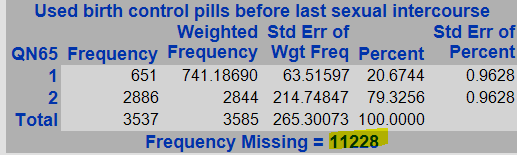 Used birth control pills before last sexual intercourse
Weighted Std Err of Std Err of
QN65 Frequency Frequency Wgt Freq Percent Percent
1 651 741.18690 63.51597 20.6744 0.9628
2 2886 2844 214.74847 79.3256 0.9628
Total 3537 3585 265.30073 100.0000
Frequency Missing = 11228